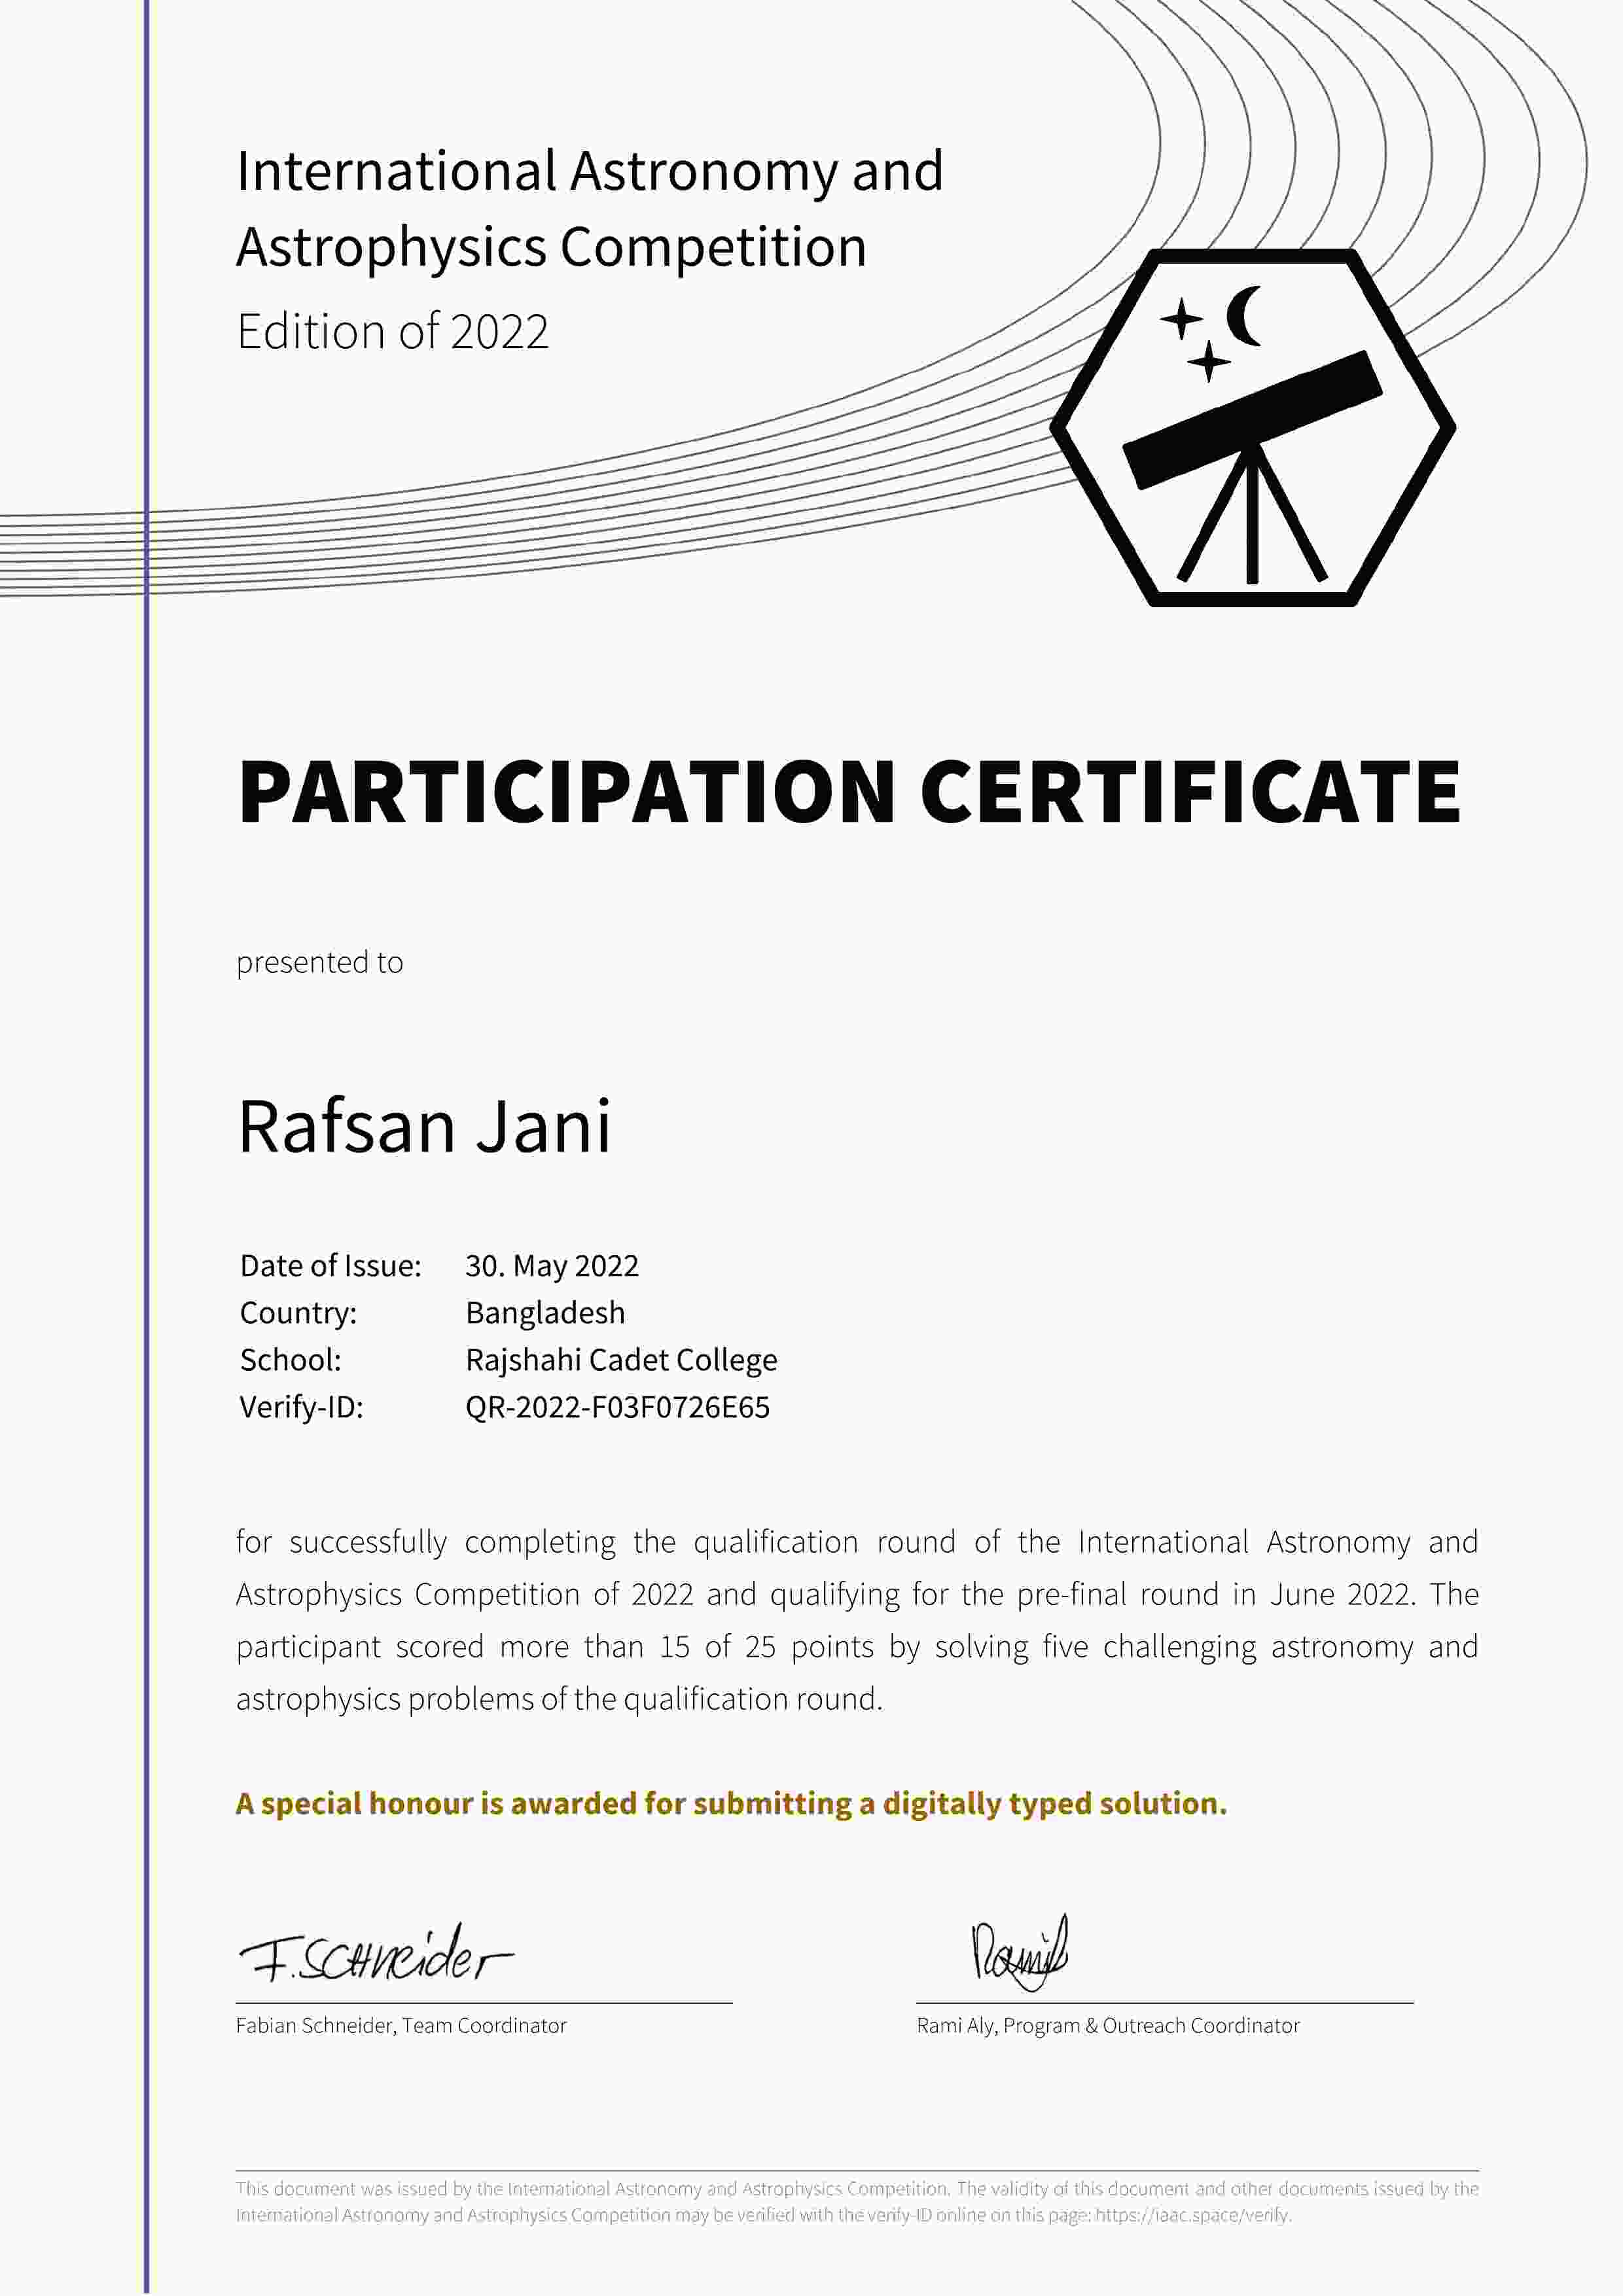 International Astronomy and
Astrophysics Competition
Edition of 2022
PARTICIPATION CERTIFICATE
presented to
Rafsan Jani
Date of Issue: 30. May 2022
Country: Bangladesh
School: Rajshahi Cadet College
Verify-ID: QR-2022-F03F0726E65
for successfully completing the qualification round of the International Astronomy and
Astrophysics Competition of 2022 and qualifying for the pre-final round in June 2022. The
participant scored more than 15 of 25 points by solving five challenging astronomy and
astrophysics problems of the qualification round.
A special honour is awarded for submitting a digitally typed solution.
F. SCHneider Rami
Fabian Schneider, Team Coordinator Rami Aly, Program & Outreach Coordinator
This document was issued by the International Astronomy and Astrophysics Competition. The validity of this document and other documents issued by the
International Astronomy and Astrophysics Competition may be verified with the verify-ID online on this page: https://iaac.space/verify.